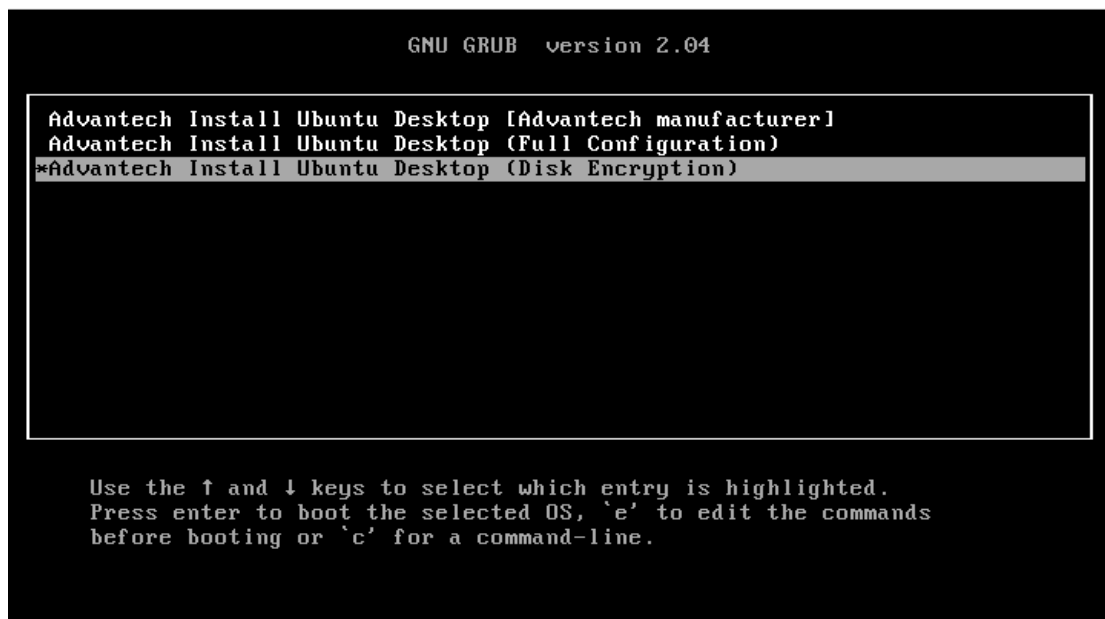 GNU GRUB version 2.04
Advantech Install Ubuntu Desktop [Advantech manufacturer]
Advantech Install Ubuntu Desktop (Full Configuration)
*Advantech Install Ubuntu Desktop (Disk Encryption)
Use the ↑ and ↓ keys to select which entry is highlighted.
Press enter to boot the selected OS, `e' to edit the commands
before booting or `c' for a command-line.